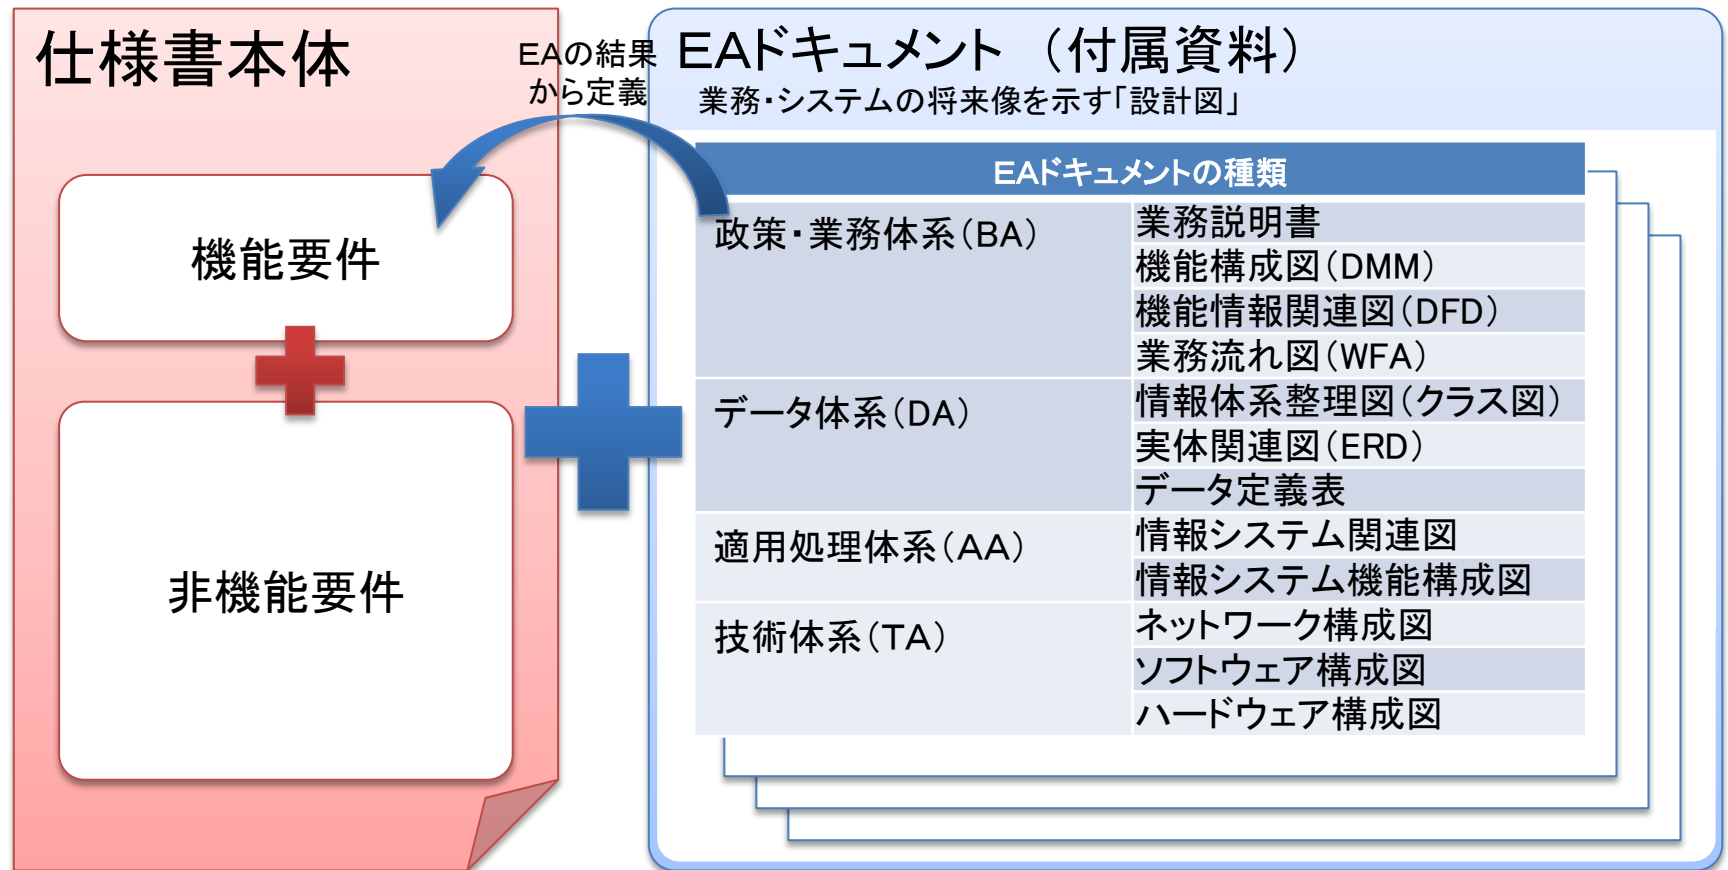 仕様書本体
機能要件
非機能要件
EAの結果
から定義
EAドキュメント （付属資料）
業務・システムの将来像を示す「設計図」
EAドキュメントの種類
政策・業務体系（BA）
業務説明書
機能構成図（DMM）
機能情報関連図（DFD）
業務流れ図（WFA）
データ体系（DA）
情報体系整理図（クラス図）
実体関連図（ERD）
データ定義表
適用処理体系（AA）
情報システム関連図
情報システム機能構成図
技術体系（TA）
ネットワーク構成図
ソフトウェア構成図
ハードウェア構成図